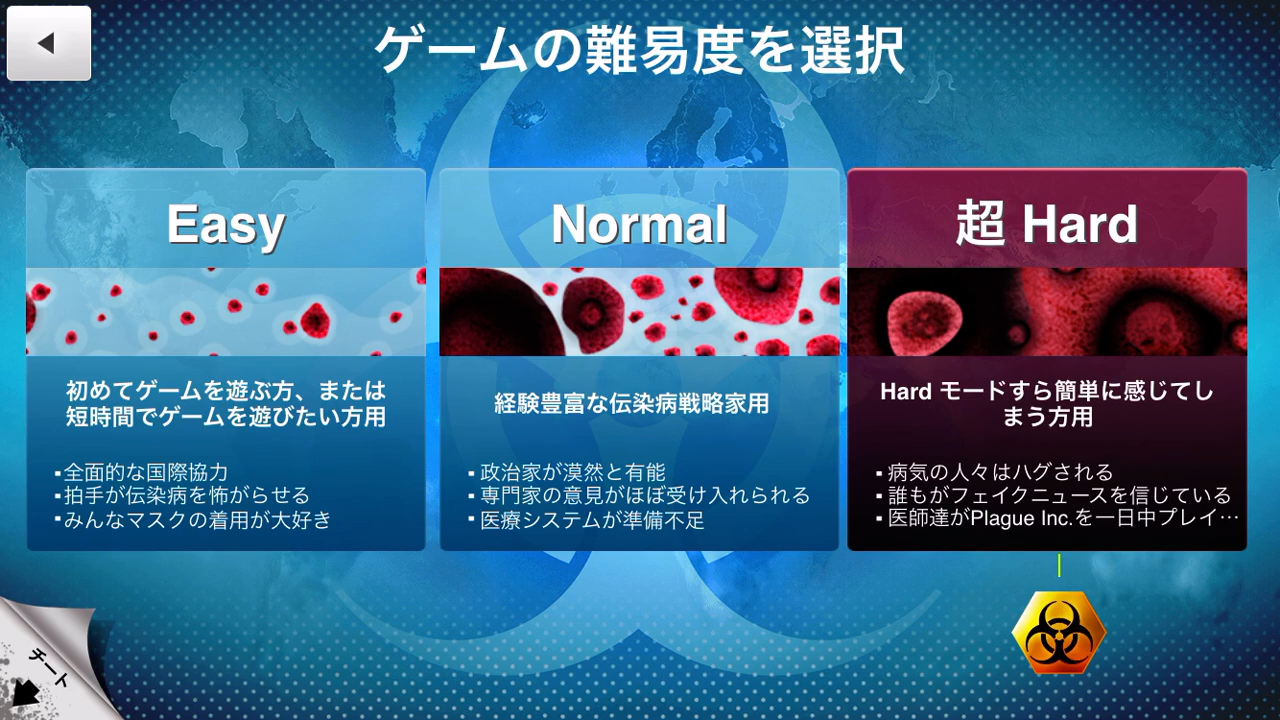 ゲームの難易度を選択
Easy
初めてゲームを遊ぶ方、または
短時間でゲームを遊びたい方用
▪全面的な国際協力
▪拍手が伝染病を怖がらせる
▪みんなマスクの着用が大好き
Normal
経験豊富な伝染病戦略家用
▪ 政治家が漠然と有能
▪ 専門家の意見がほぼ受け入れられる
▪ 医療システムが準備不足
超 Hard
Hard モードすら簡単に感じてし
まう方用
▪ 病気の人々はハグされる
▪ 誰もがフェイクニュースを信じている
▪ 医師達がPlague Inc.を一日中プレイ…
チート